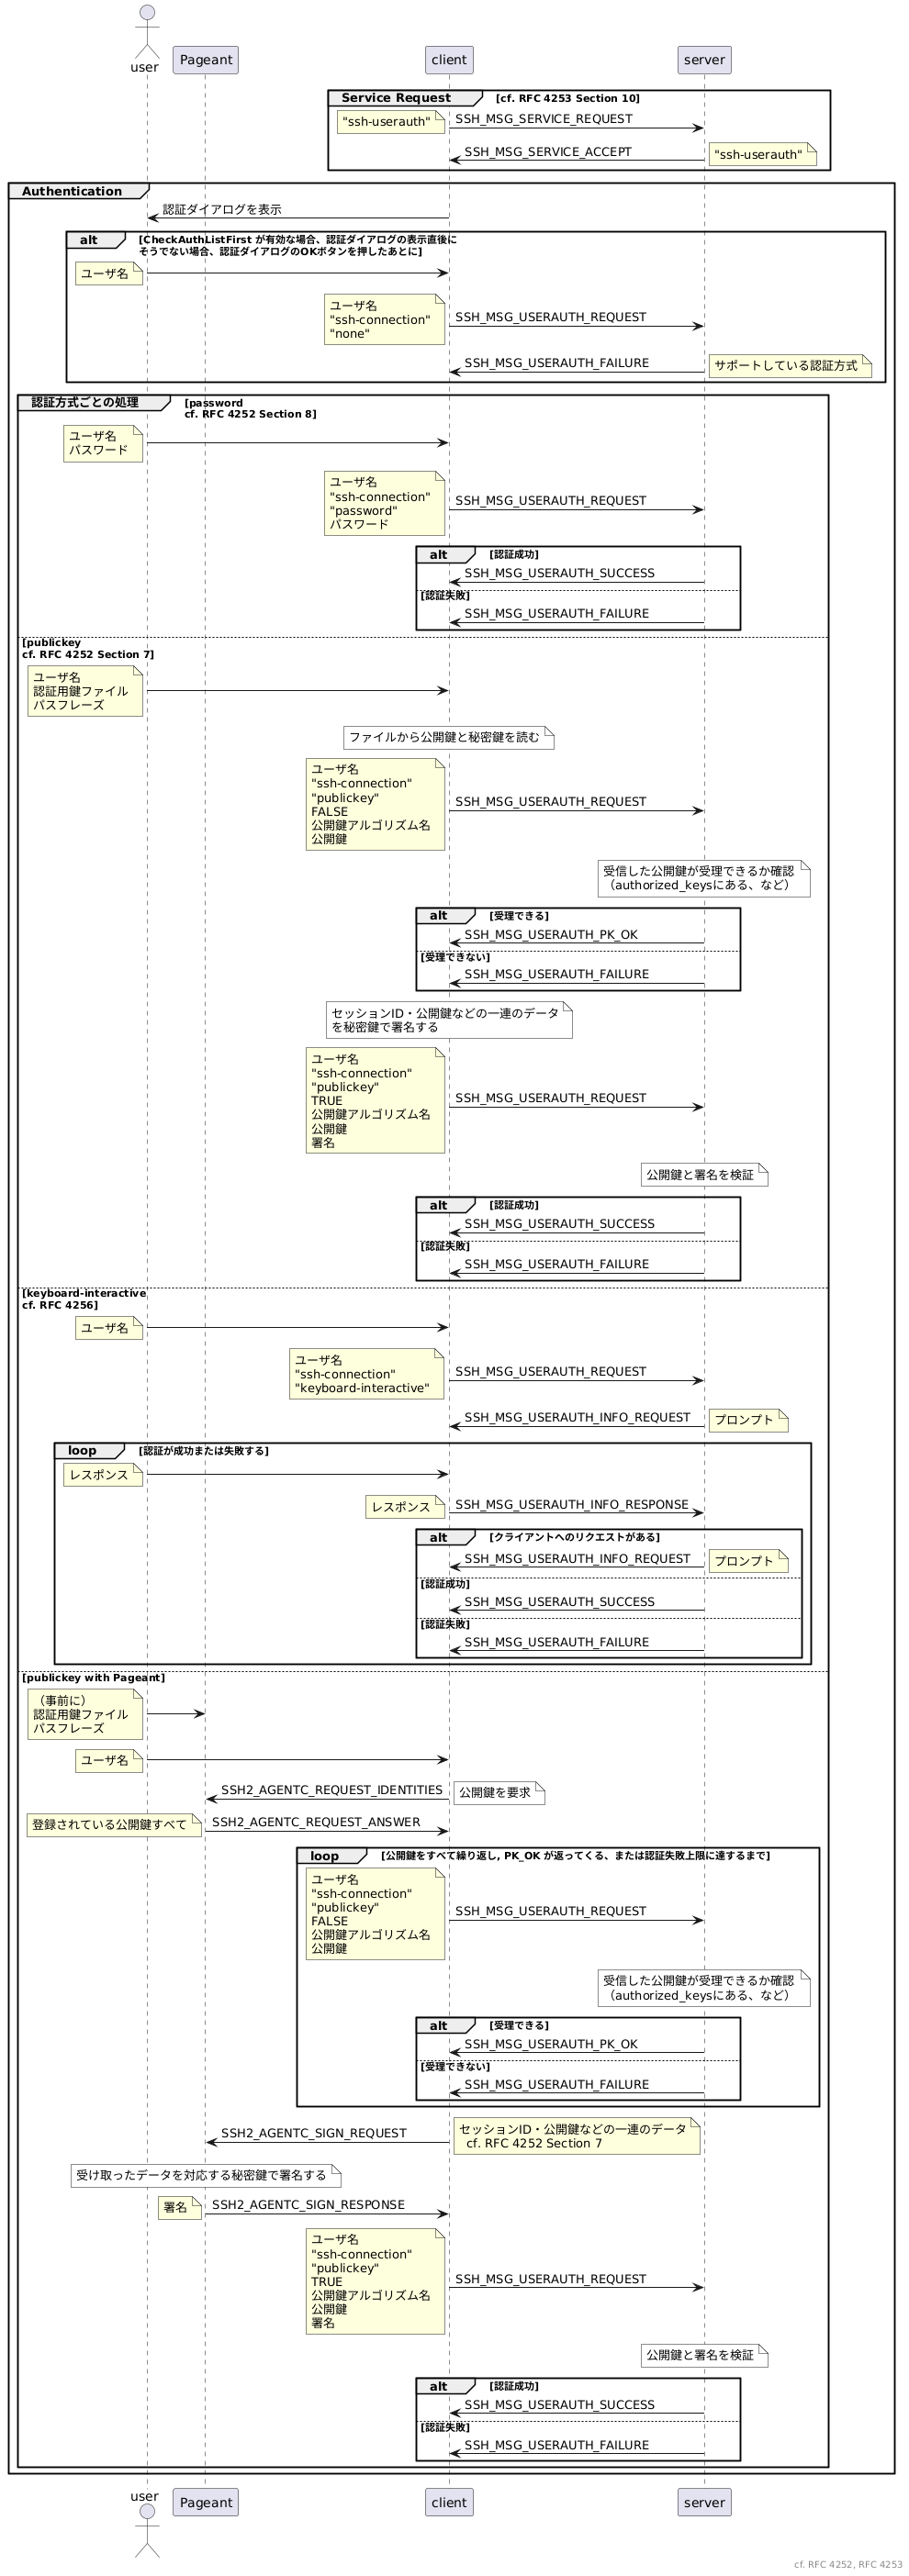 user
Pageant
client
server
Service Request
[cf. RFC 4253 Section 10]
"ssh-userauth"
SSH_MSG_SERVICE_REQUEST
SSH_MSG_SERVICE_ACCEPT
"ssh-userauth"
Authentication
認証ダイアログを表示
alt
[CheckAuthListFirst が有効な場合、認証ダイアログの表示直後に
そうでない場合、認証ダイアログのOKボタンを押したあとに]
ユーザ名
ユーザ名
"ssh-connection"
"none"
SSH_MSG_USERAUTH_REQUEST
SSH_MSG_USERAUTH_FAILURE
サポートしている認証方式
認証方式ごとの処理
[password
cf. RFC 4252 Section 8]
ユーザ名
パスワード
ユーザ名
"ssh-connection"
"password"
パスワード
SSH_MSG_USERAUTH_REQUEST
alt
[認証成功]
SSH_MSG_USERAUTH_SUCCESS
[認証失敗]
SSH_MSG_USERAUTH_FAILURE
[publickey
cf. RFC 4252 Section 7]
ユーザ名
認証用鍵ファイル
パスフレーズ
ファイルから公開鍵と秘密鍵を読む
ユーザ名
"ssh-connection"
"publickey"
FALSE
公開鍵アルゴリズム名
公開鍵
SSH_MSG_USERAUTH_REQUEST
受信した公開鍵が受理できるか確認
（authorized_keysにある、など）
alt
[受理できる]
SSH_MSG_USERAUTH_PK_OK
[受理できない]
SSH_MSG_USERAUTH_FAILURE
セッションID・公開鍵などの一連のデータ
を秘密鍵で署名する
ユーザ名
"ssh-connection"
"publickey"
TRUE
公開鍵アルゴリズム名
公開鍵
署名
SSH_MSG_USERAUTH_REQUEST
公開鍵と署名を検証
alt
[認証成功]
SSH_MSG_USERAUTH_SUCCESS
[認証失敗]
SSH_MSG_USERAUTH_FAILURE
[keyboard-interactive
cf. RFC 4256]
ユーザ名
ユーザ名
"ssh-connection"
"keyboard-interactive"
SSH_MSG_USERAUTH_REQUEST
SSH_MSG_USERAUTH_INFO_REQUEST
プロンプト
loop
[認証が成功または失敗する]
レスポンス
レスポンス
SSH_MSG_USERAUTH_INFO_RESPONSE
alt
[クライアントへのリクエストがある]
SSH_MSG_USERAUTH_INFO_REQUEST
プロンプト
[認証成功]
SSH_MSG_USERAUTH_SUCCESS
[認証失敗]
SSH_MSG_USERAUTH_FAILURE
[publickey with Pageant]
（事前に）
認証用鍵ファイル
パスフレーズ
ユーザ名
SSH2_AGENTC_REQUEST_IDENTITIES
公開鍵を要求
登録されている公開鍵すべて
SSH2_AGENTC_REQUEST_ANSWER
loop
[公開鍵をすべて繰り返し, PK_OK が返ってくる、または認証失敗上限に達するまで]
ユーザ名
"ssh-connection"
"publickey"
FALSE
公開鍵アルゴリズム名
公開鍵
SSH_MSG_USERAUTH_REQUEST
受信した公開鍵が受理できるか確認
（authorized_keysにある、など）
alt
[受理できる]
SSH_MSG_USERAUTH_PK_OK
[受理できない]
SSH_MSG_USERAUTH_FAILURE
SSH2_AGENTC_SIGN_REQUEST
セッションID・公開鍵などの一連のデータ
cf. RFC 4252 Section 7
受け取ったデータを対応する秘密鍵で署名する
署名
SSH2_AGENTC_SIGN_RESPONSE
ユーザ名
"ssh-connection"
"publickey"
TRUE
公開鍵アルゴリズム名
公開鍵
署名
SSH_MSG_USERAUTH_REQUEST
公開鍵と署名を検証
alt
[認証成功]
SSH_MSG_USERAUTH_SUCCESS
[認証失敗]
SSH_MSG_USERAUTH_FAILURE
user
Pageant
client
server
cf. RFC 4252, RFC 4253